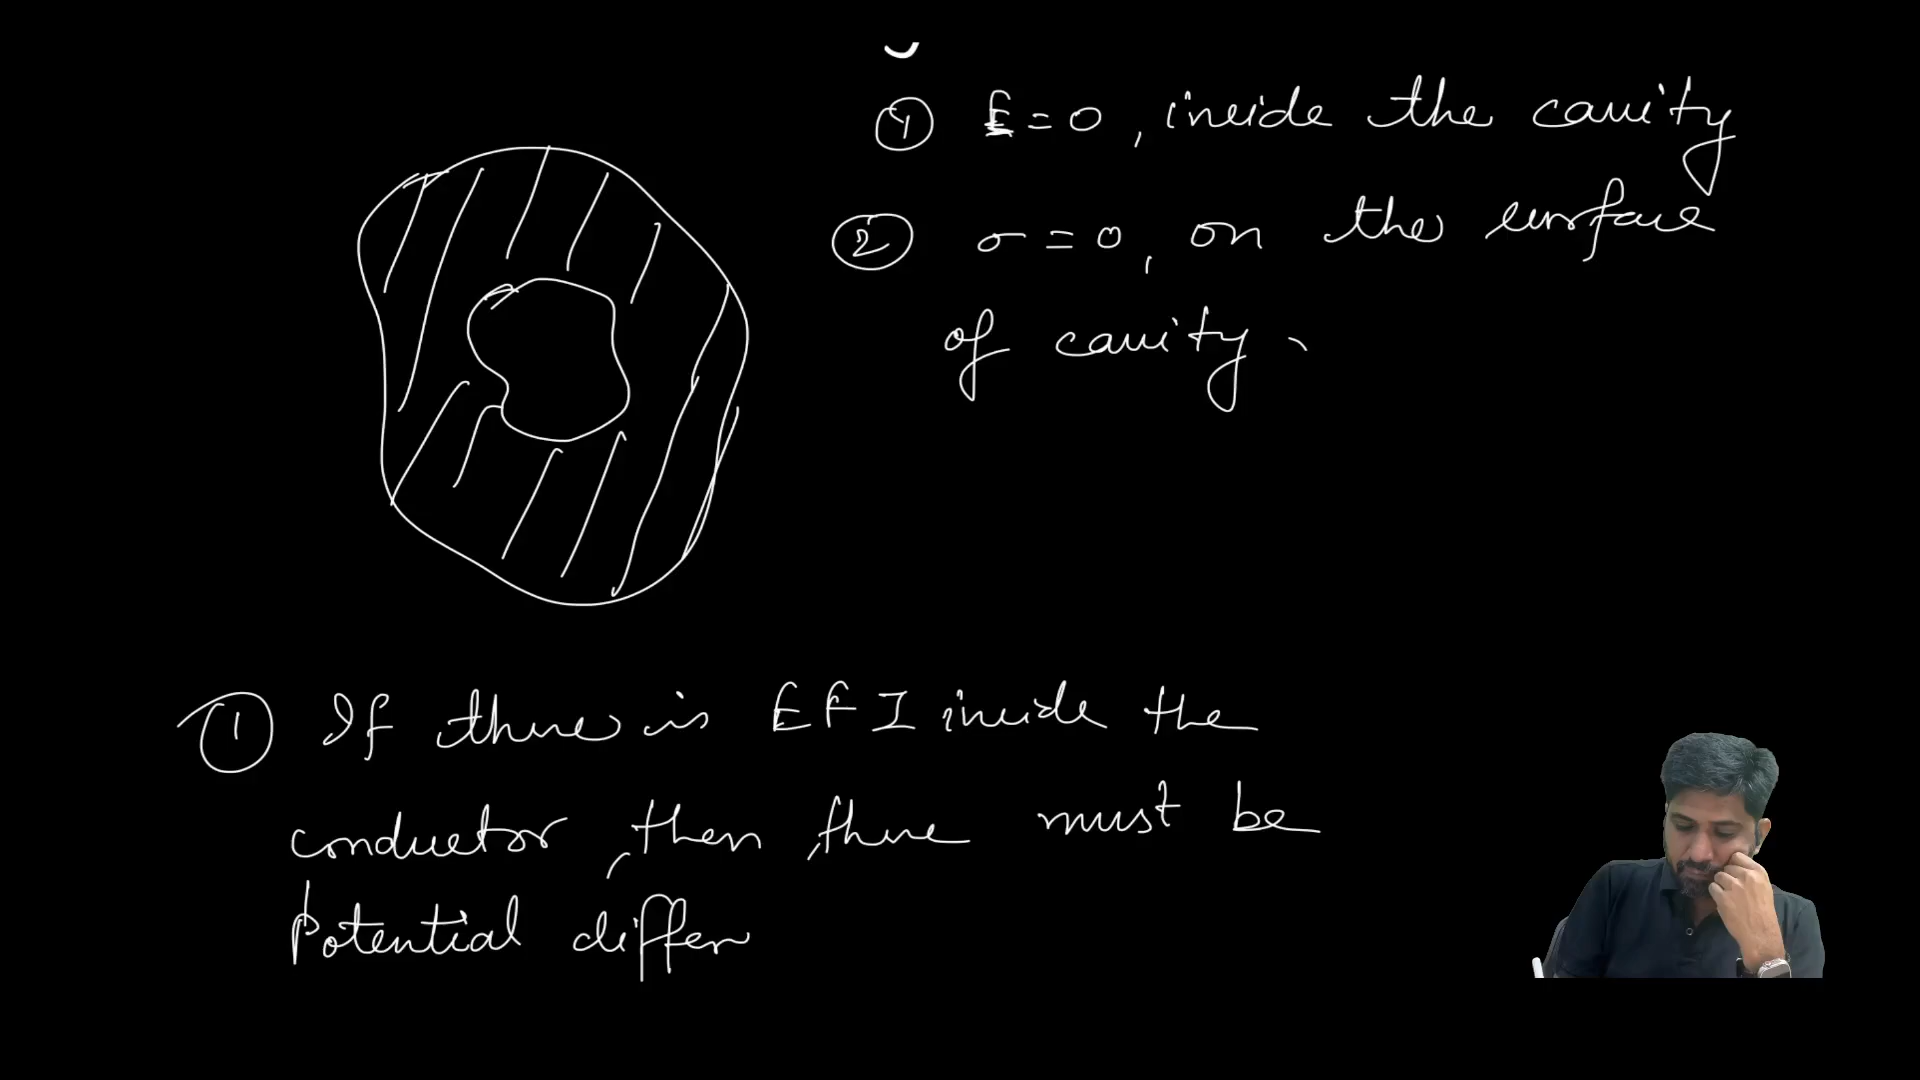 ① E=0, inside the cavity
② σ=0, on the surface
of cavity.
① If there is EFI inside the
conductor, then there must be
potential differ